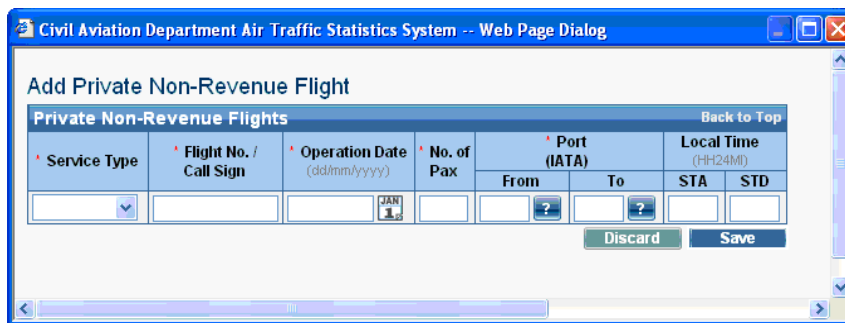 Civil Aviation Department Air Traffic Statistics System -- Web Page Dialog
Add Private Non-Revenue Flight
Private Non-Revenue Flights Back to Top
* Service Type
* Flight No. /
Call Sign
* Operation Date
(dd/mm/yyyy)
* No. of
Pax
* Port
(IATA)
From To
Local Time
(HH24MI)
STA STD
JAN
1
? ?
Discard Save